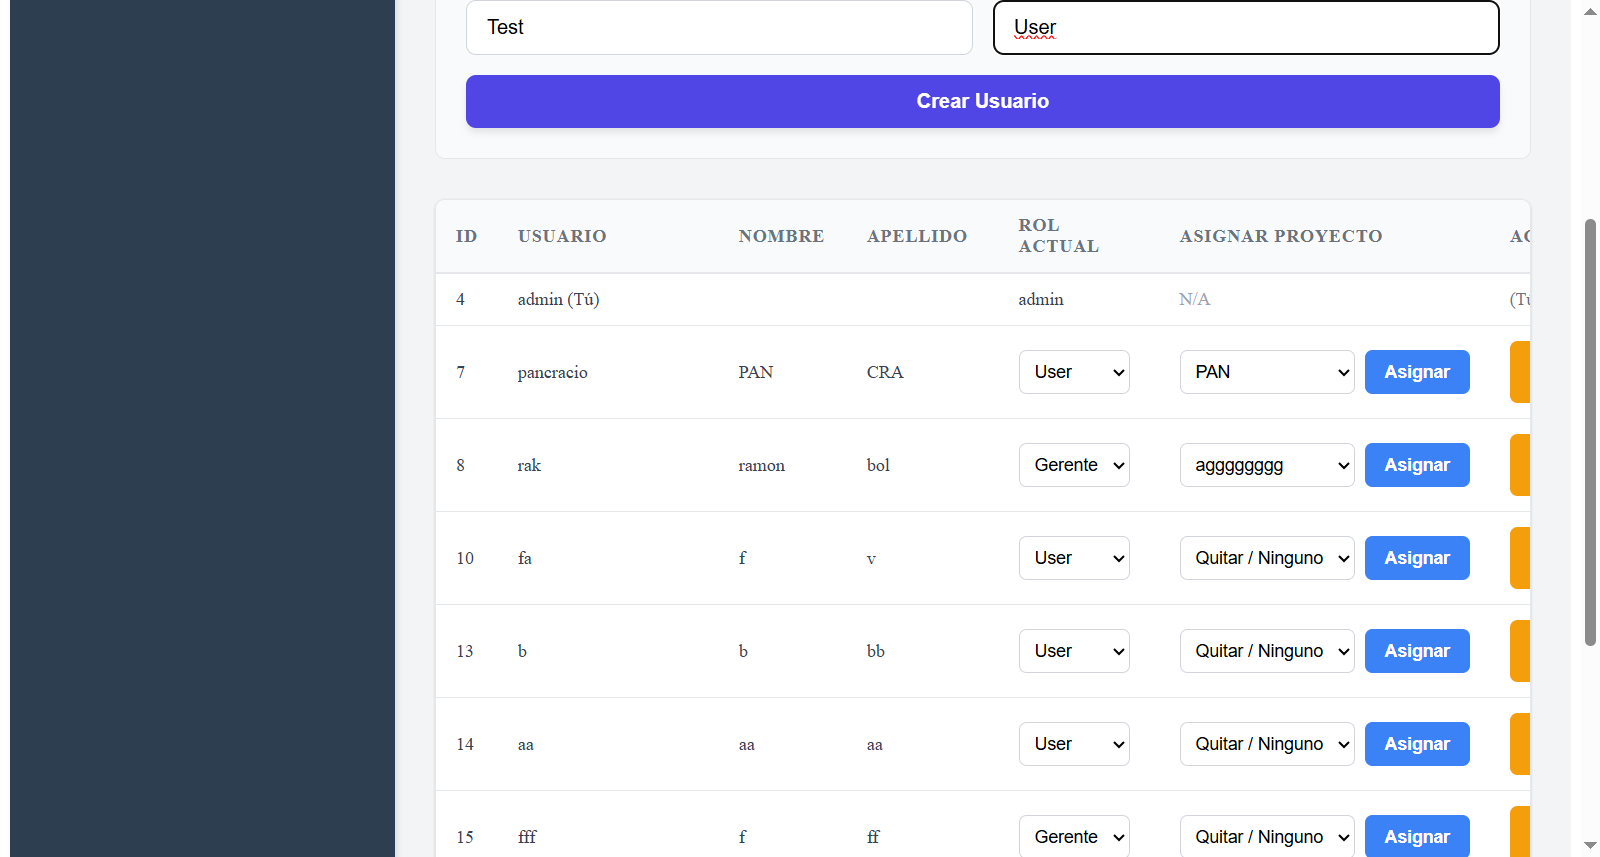 Test User
Crear Usuario
ID USUARIO NOMBRE APELLIDO ROL ACTUAL ASIGNAR PROYECTO
4 admin (Tú) admin N/A
7 pancracio PAN CRA User PAN Asignar
8 rak ramon bol Gerente aggggggg Asignar
10 fa f v User Quitar / Ninguno Asignar
13 b b bb User Quitar / Ninguno Asignar
14 aa aa aa User Quitar / Ninguno Asignar
15 fff f ff Gerente Quitar / Ninguno Asignar